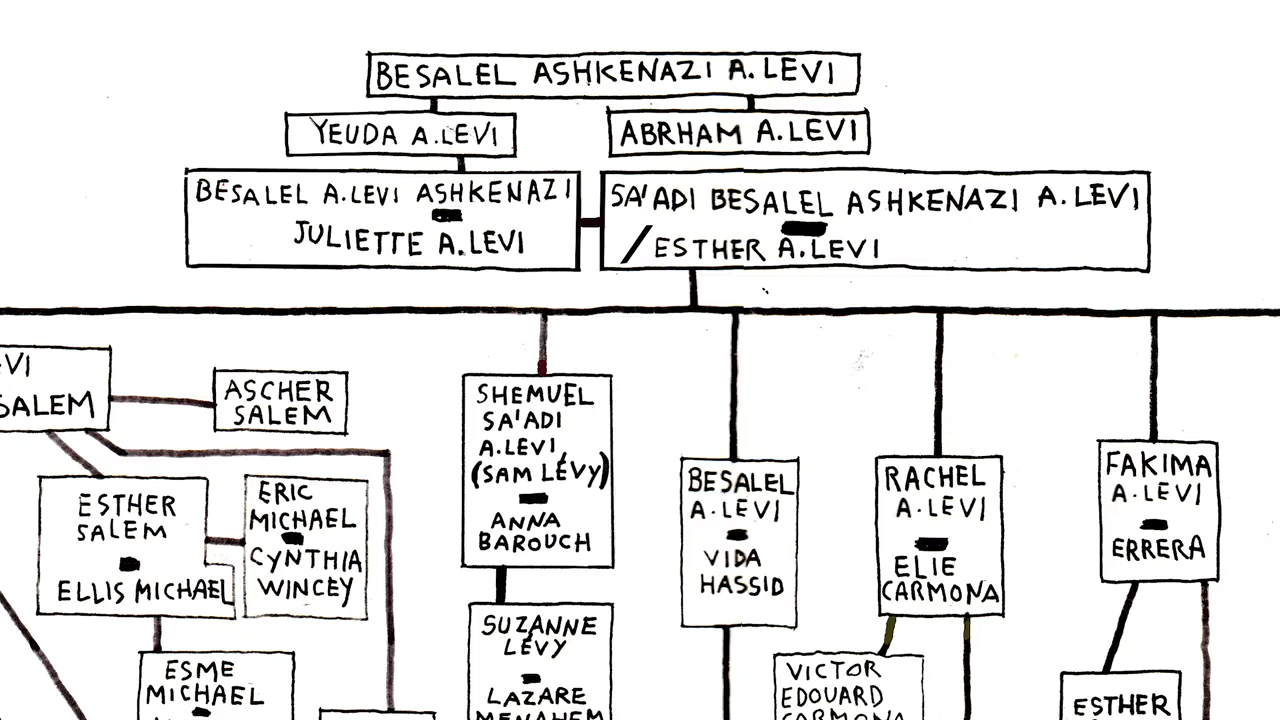 BESALEL ASHKENAZI A. LEVI
YEUDA A.LEVI
ABRHAM A.LEVI
BESALEL A.LEVI ASHKENAZI
JULIETTE A.LEVI
SA'ADI BESALEL ASHKENAZI A. LEVI
/ESTHER A.LEVI
SALEM
ASCHER
SALEM
ESTHER
SALEM
ELLIS MICHAEL
ERIC
MICHAEL
CYNTHIA
WINCEY
ESME
MICHAEL
SHEMUEL
SA'ADI
A.LEVI,
(SAM LÉVY)
ANNA
BAROUCH
SUZANNE
LÉVY
LAZARE
MENAHEM
BESALEL
A.LEVI
VIDA
HASSID
RACHEL
A.LEVI
ELIE
CARMONA
VICTOR
EDOUARD
CARMONA
FAKIMA
A.LEVI
ERRERA
ESTHER